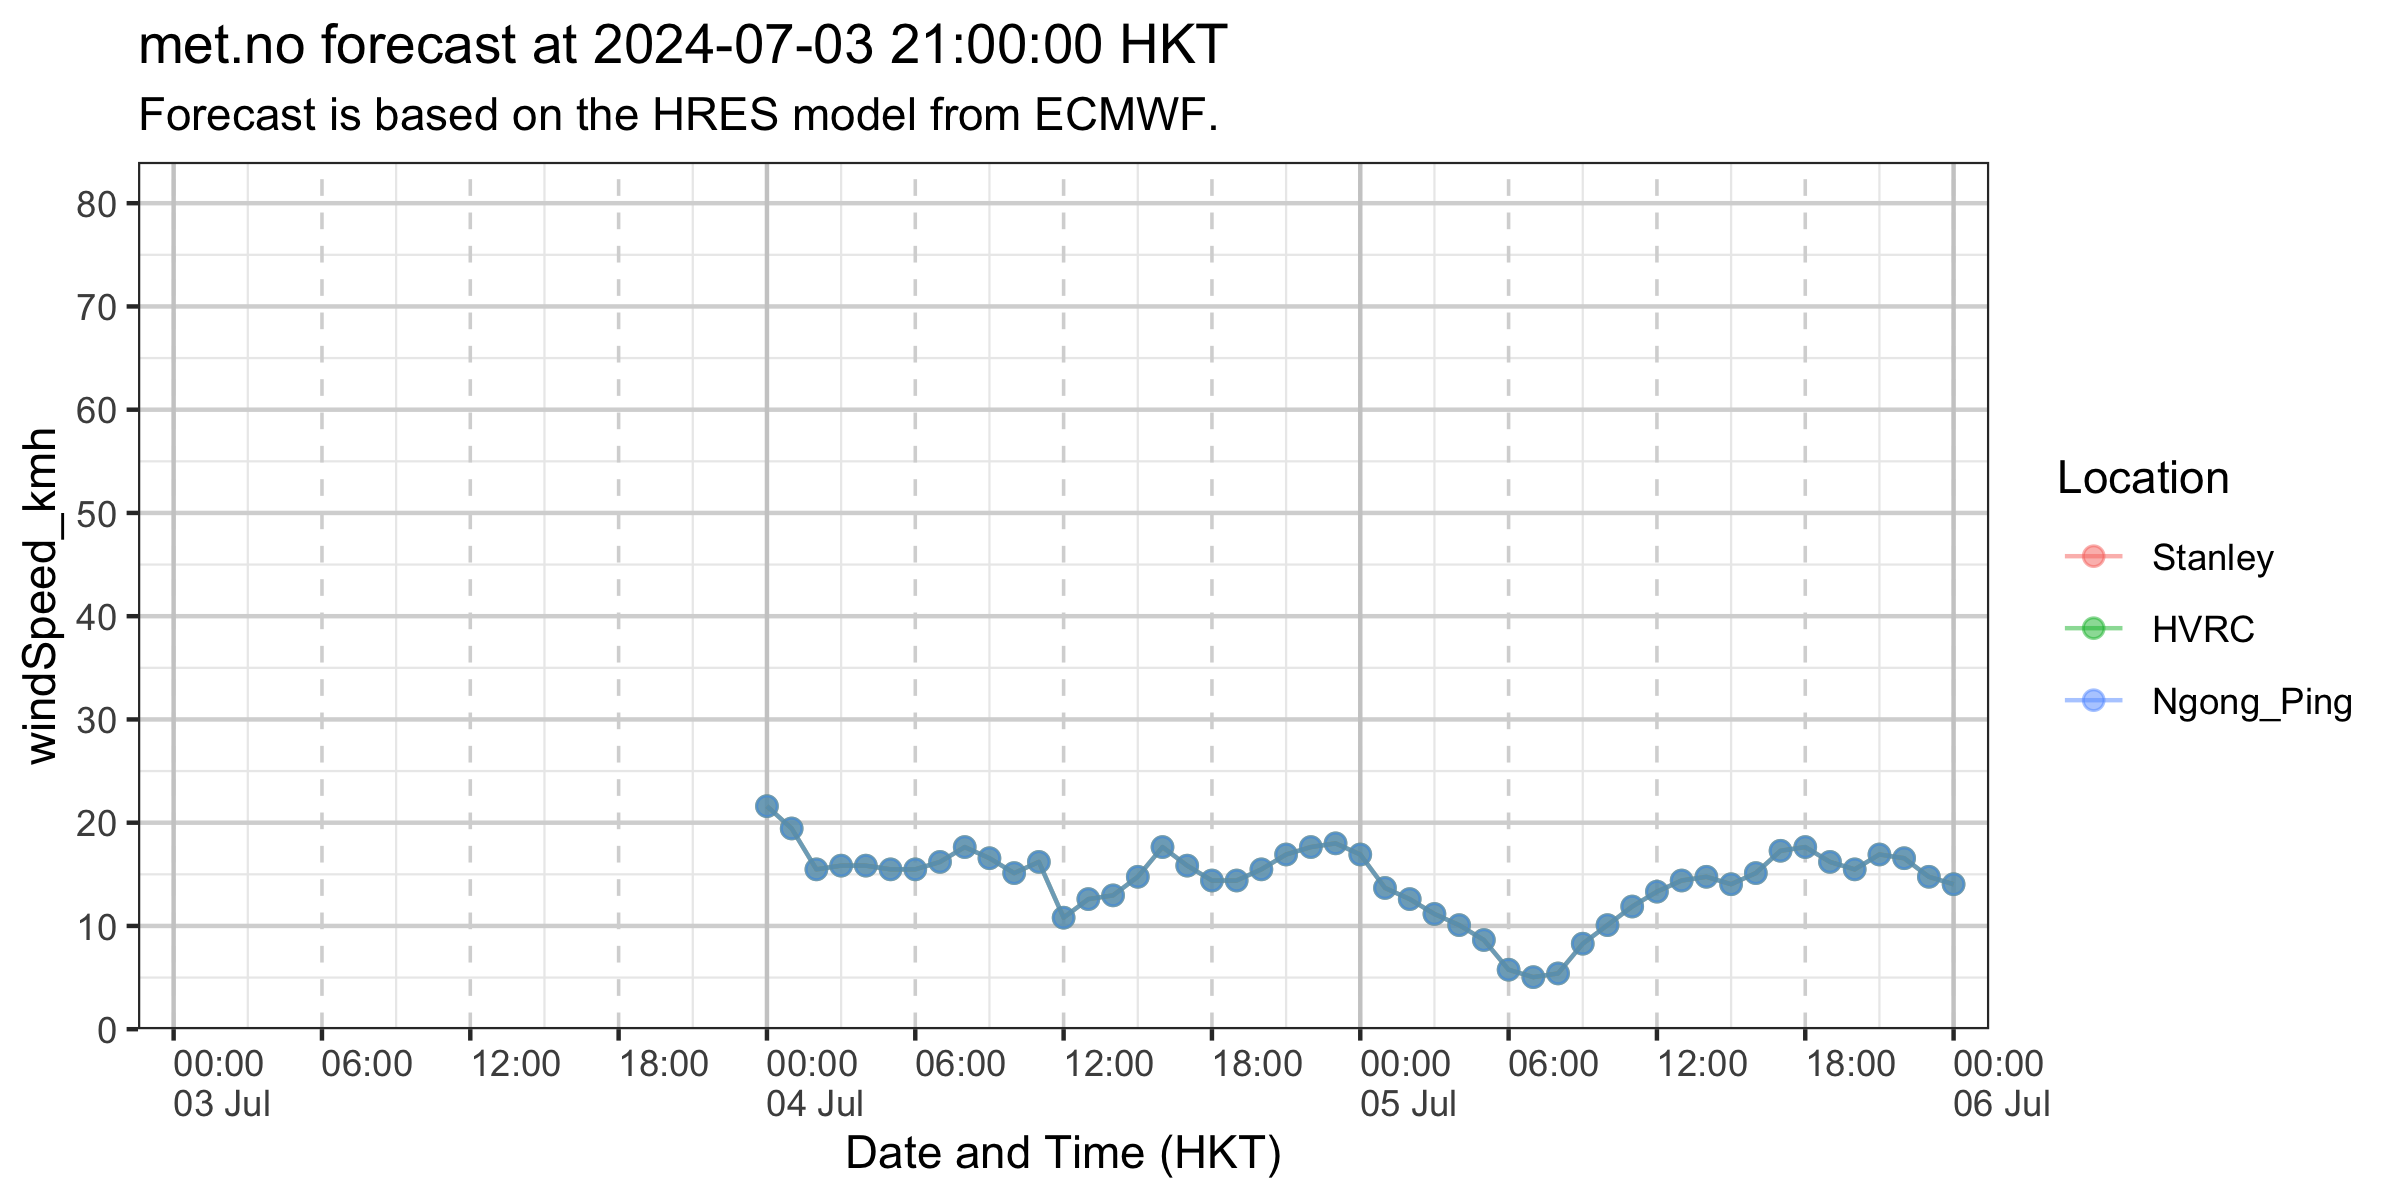 met.no forecast at 2024-07-03 21:00:00 HKT
Forecast is based on the HRES model from ECMWF.
windSpeed_kmh
80
70
60
50
40
30
20
10
0
00:00 06:00 12:00 18:00 00:00 06:00 12:00 18:00 00:00 06:00 12:00 18:00 00:00
03 Jul 04 Jul 05 Jul 06 Jul
Date and Time (HKT)
Location
Stanley
HVRC
Ngong_Ping